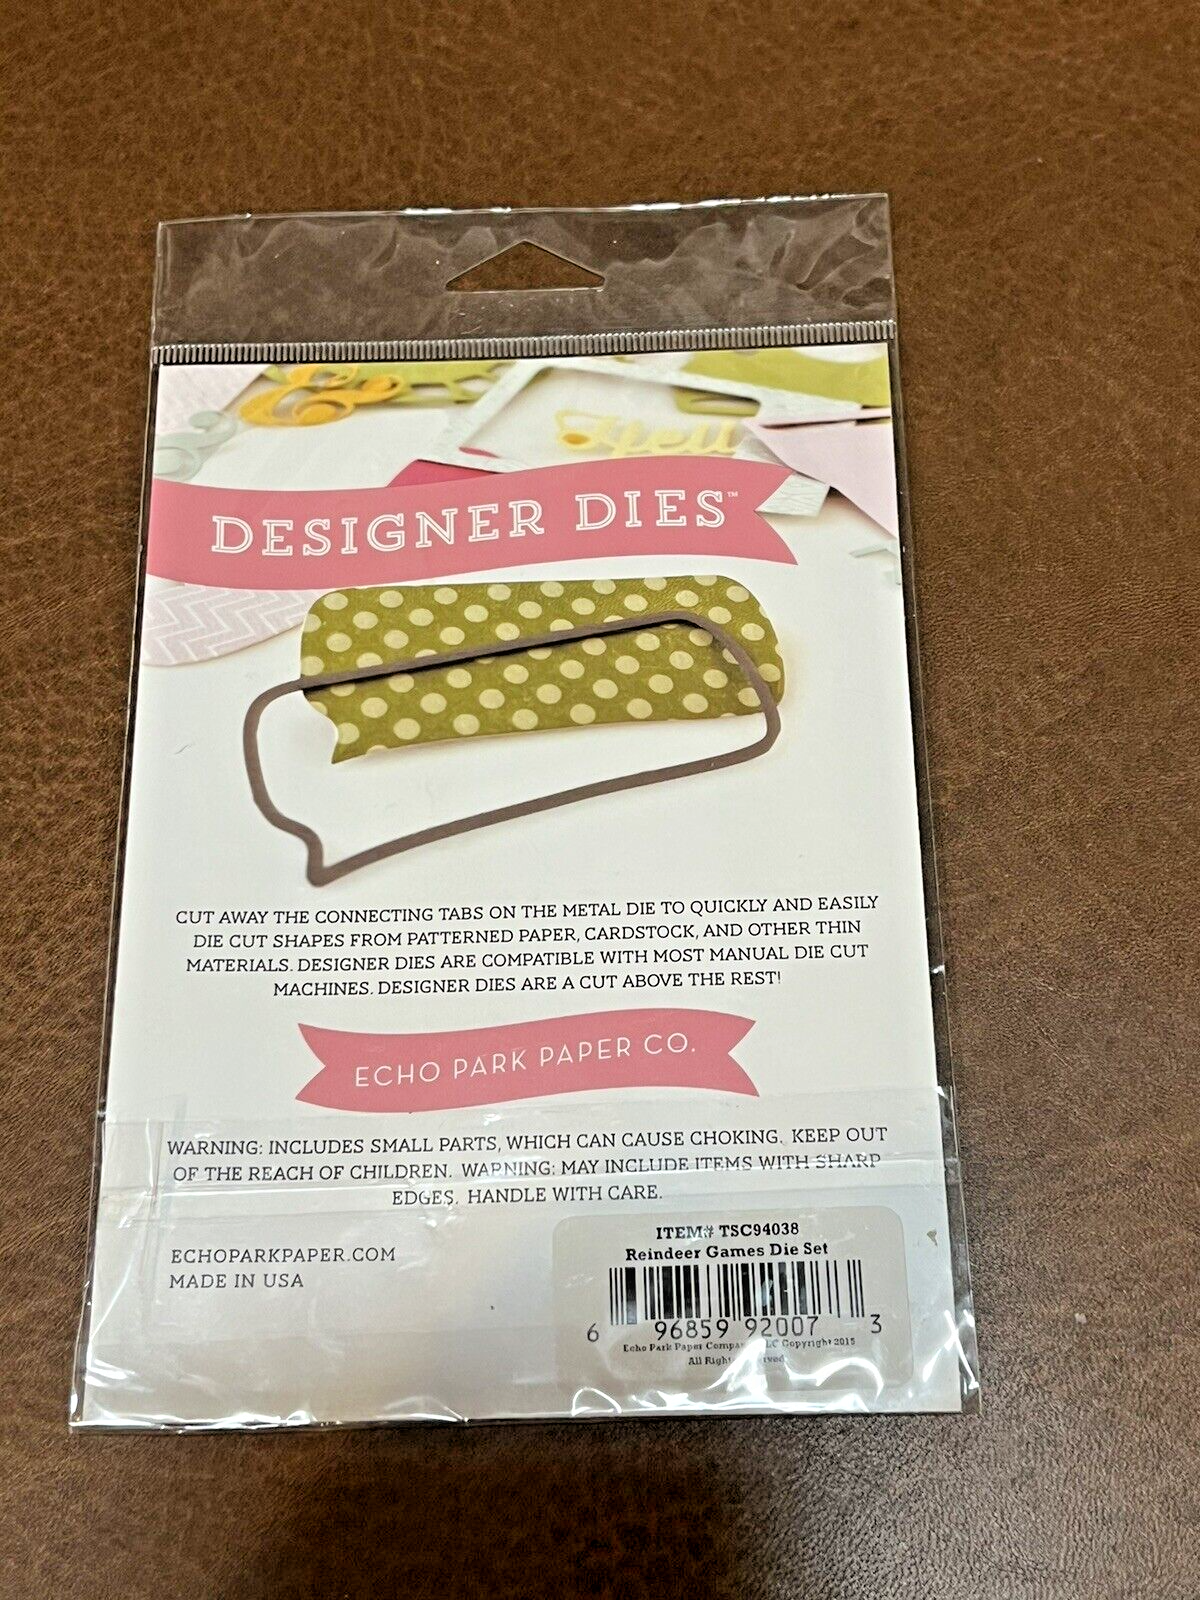 &
&
Hell
DESIGNER DIES™
CUT AWAY THE CONNECTING TABS ON THE METAL DIE TO QUICKLY AND EASILY
DIE CUT SHAPES FROM PATTERNED PAPER, CARDSTOCK, AND OTHER THIN
MATERIALS. DESIGNER DIES ARE COMPATIBLE WITH MOST MANUAL DIE CUT
MACHINES. DESIGNER DIES ARE A CUT ABOVE THE REST!
ECHO PARK PAPER CO.
WARNING: INCLUDES SMALL PARTS, WHICH CAN CAUSE CHOKING. KEEP OUT
OF THE REACH OF CHILDREN. WARNING: MAY INCLUDE ITEMS WITH SHARP
EDGES. HANDLE WITH CARE.
ECHOPARKPAPER.COM
MADE IN USA
ITEM# TSC94038
Reindeer Games Die Set
6 96859 92007 3
Echo Park Paper Copyright 2015
All